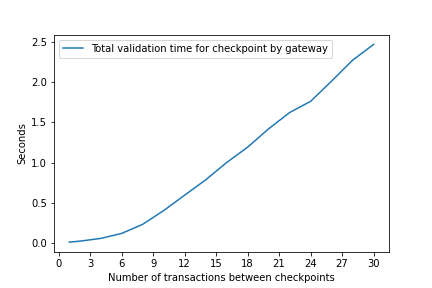 2.5
Total validation time for checkpoint by gateway
2.0
1.5
1.0
0.5
0.0
Seconds
0 3 6 9 12 15 18 21 24 27 30
Number of transactions between checkpoints